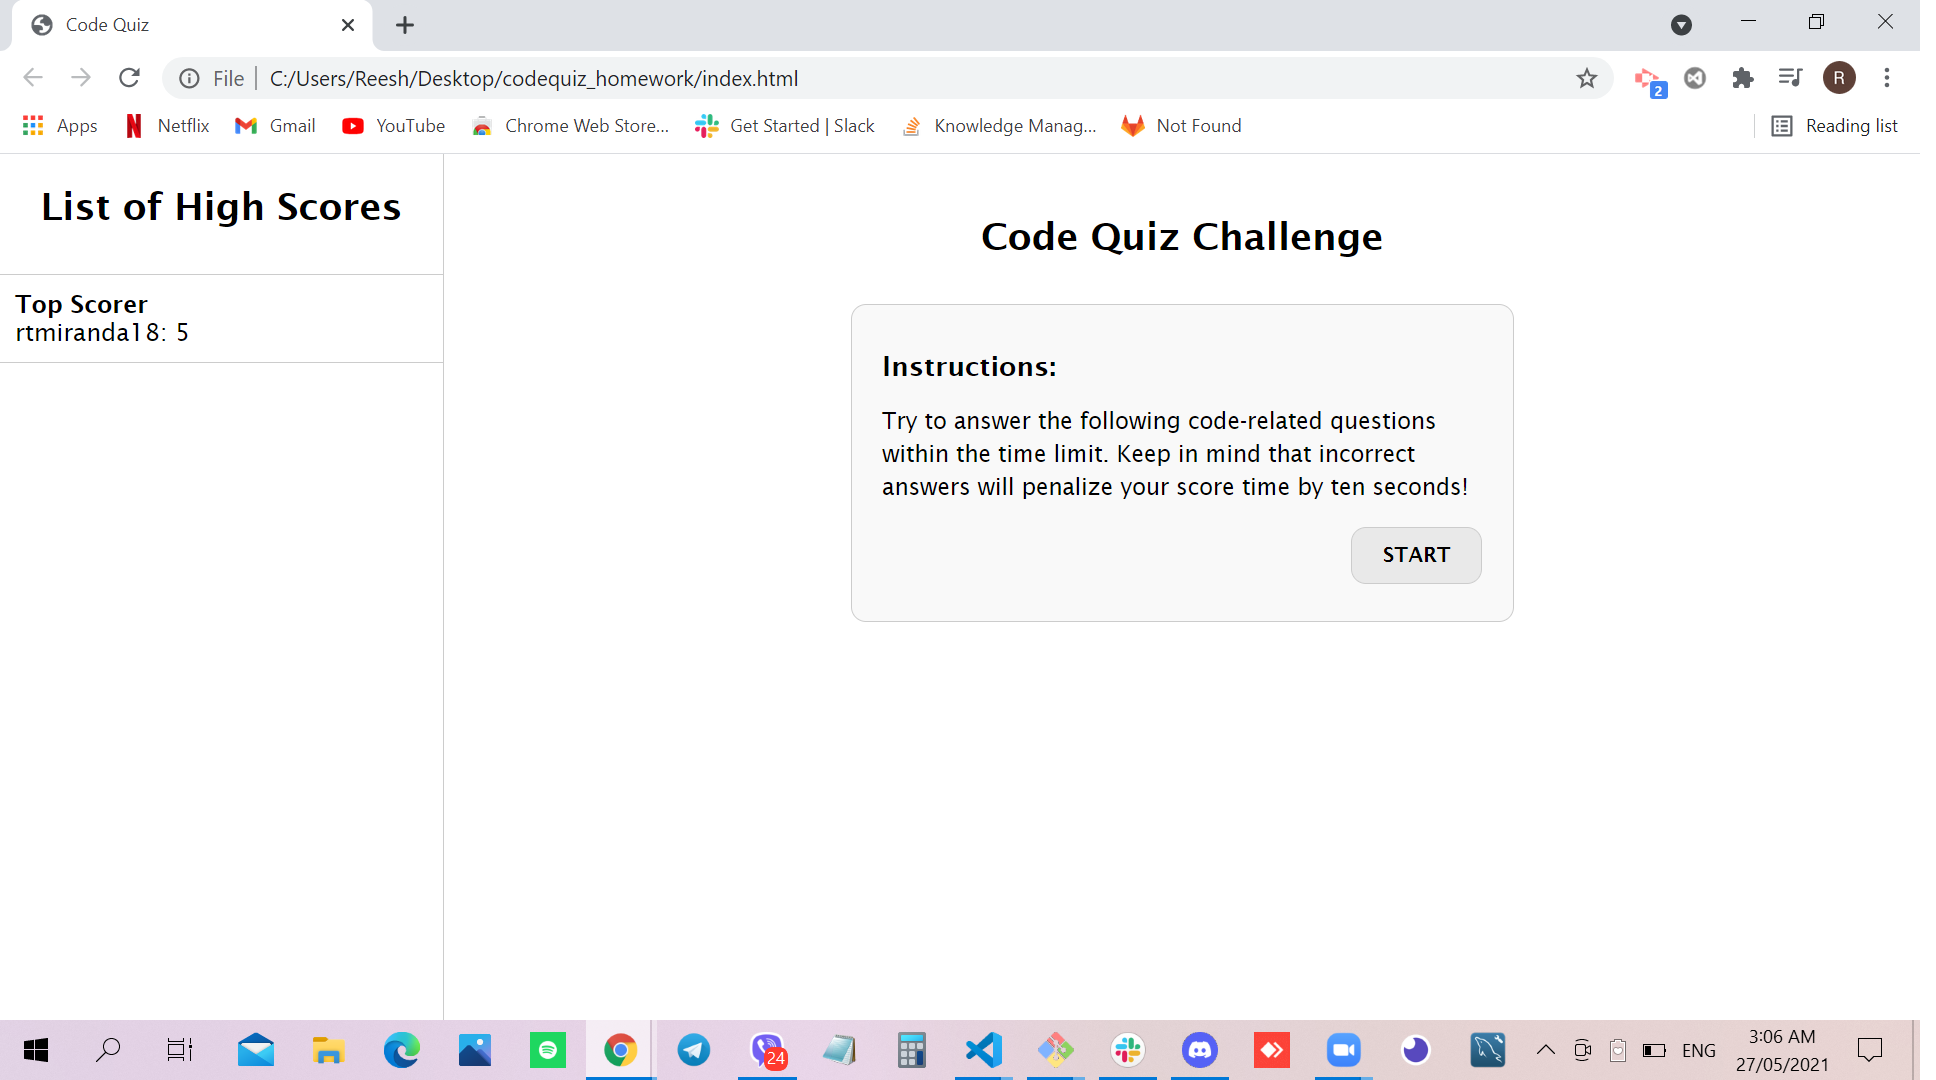 Code Quiz
File | C:/Users/Reesh/Desktop/codequiz_homework/index.html
2
R
Apps
Netflix
Gmail
YouTube
Chrome Web Store...
Get Started | Slack
Knowledge Manag...
Not Found
Reading list
List of High Scores
Top Scorer
rtmiranda18: 5
Code Quiz Challenge
Instructions:
Try to answer the following code-related questions
within the time limit. Keep in mind that incorrect
answers will penalize your score time by ten seconds!
START
24
ENG
3:06 AM
27/05/2021